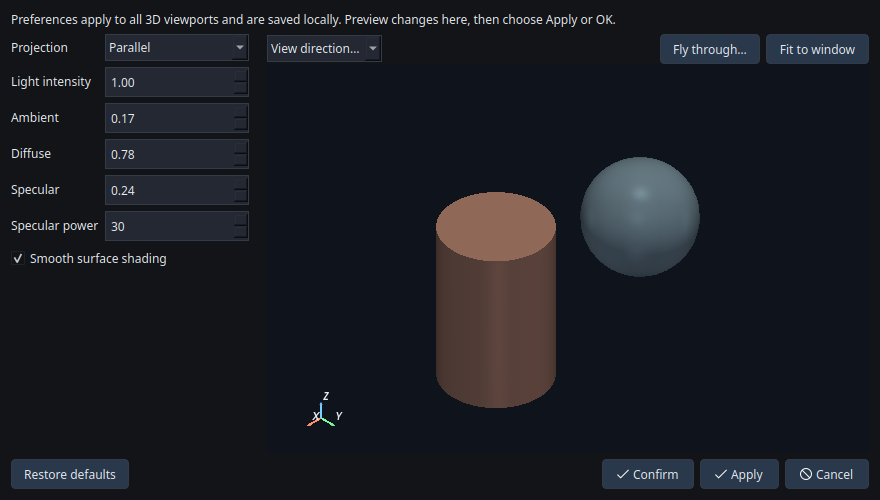 Preferences apply to all 3D viewports and are saved locally. Preview changes here, then choose Apply or OK.
Projection Parallel View direction... Fly through... Fit to window
Light intensity 1.00
Ambient 0.17
Diffuse 0.78
Specular 0.24
Specular power 30
Smooth surface shading
Z
X Y
Restore defaults Confirm Apply Cancel